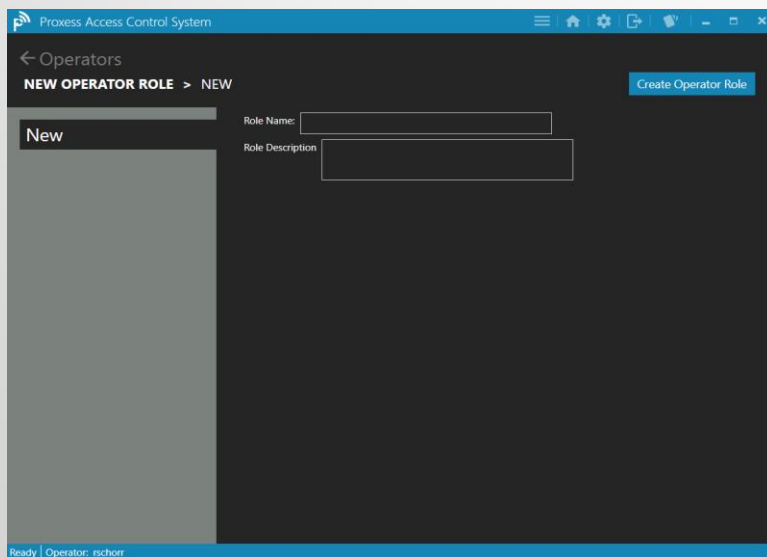 Proxess Access Control System
Operators
NEW OPERATOR ROLE > NEW
Create Operator Role
New
Role Name:
Role Description
Ready Operator: rschorr